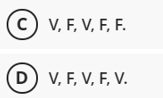 C V, F, V, F, F.
D V, F, V, F, V.